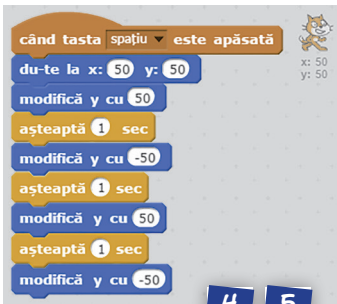 când tasta spațiu este apăsată
du-te la x: 50 y: 50
modifică y cu 50
așteaptă 1 sec
modifică y cu -50
așteaptă 1 sec
modifică y cu 50
așteaptă 1 sec
modifică y cu -50
x: 50
y: 50
4 5